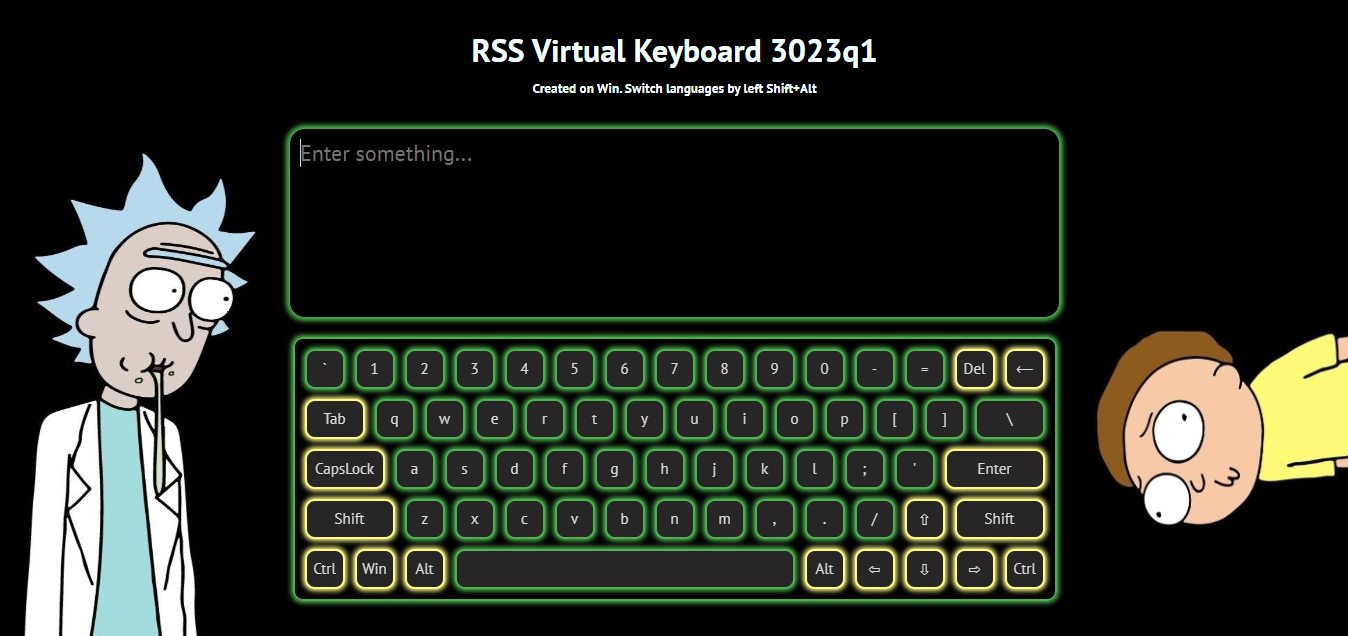 RSS Virtual Keyboard 3023q1
Created on Win. Switch languages by left Shift+Alt
Enter something...
` 1 2 3 4 5 6 7 8 9 0 - = Del ⟵
Tab q w e r t y u i o p [ ] \
CapsLock a s d f g h j k l ; ' Enter
Shift z x c v b n m , . / ⇧ Shift
Ctrl Win Alt Alt ⇦ ⇩ ⇨ Ctrl